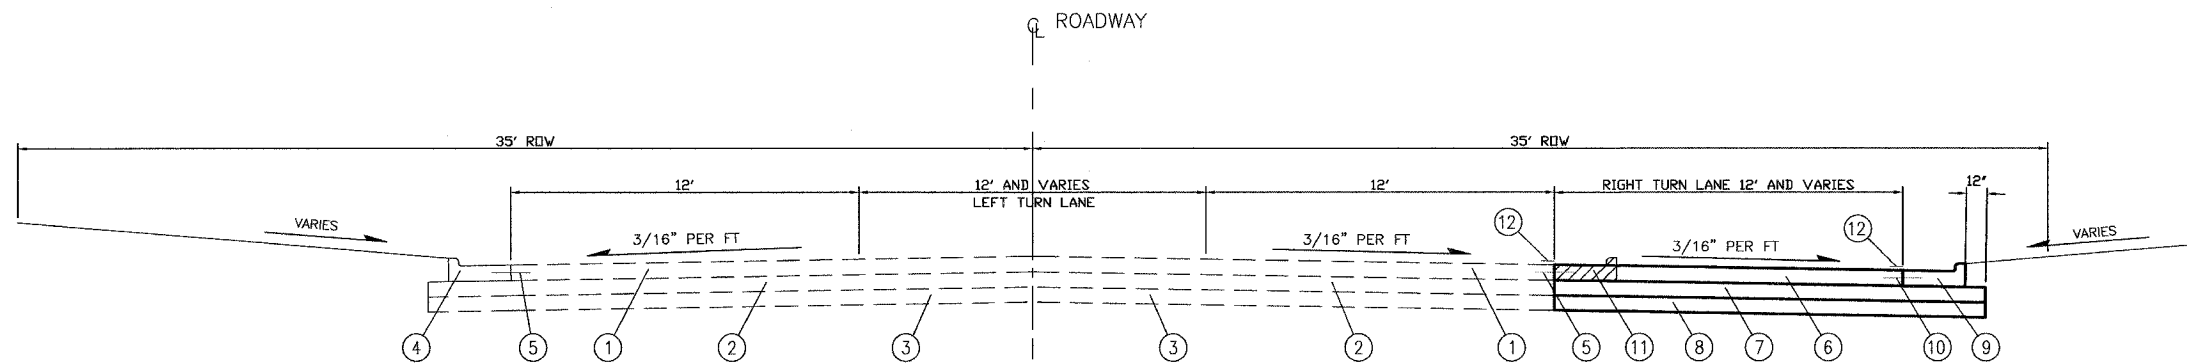 ℄ ROADWAY
35' ROW
35' ROW
12'
12' AND VARIES
LEFT TURN LANE
12'
RIGHT TURN LANE 12' AND VARIES
12"
VARIES
3/16" PER FT
3/16" PER FT
12
3/16" PER FT
12
VARIES
4
5
1
2
3
3
2
1
5
11
8
7
6
10
9